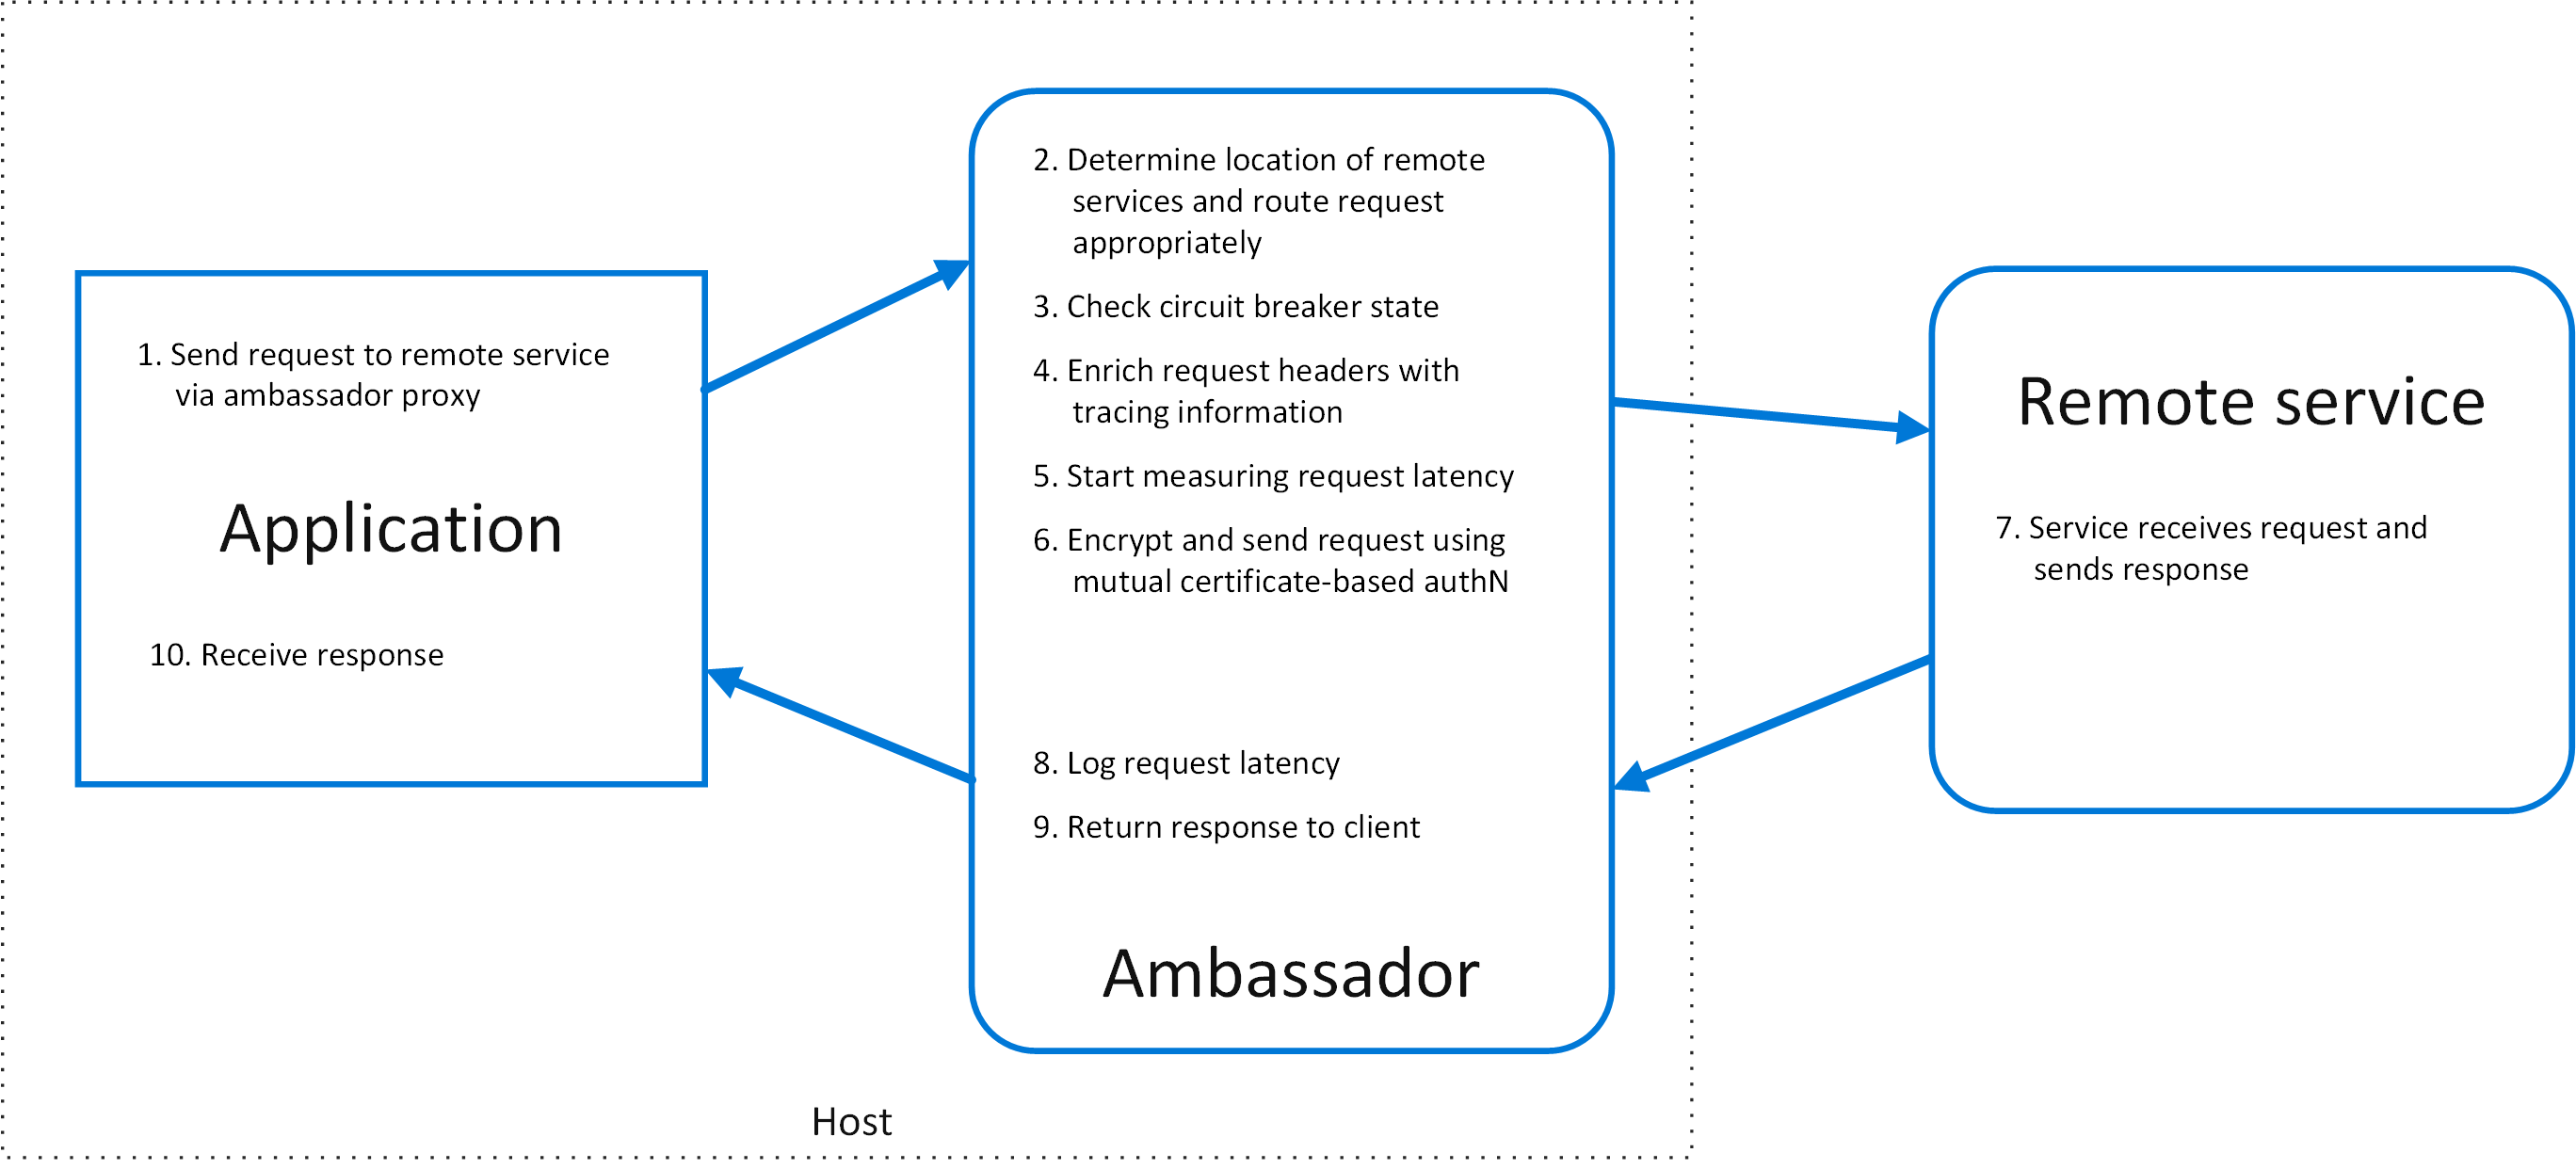 1. Send request to remote service
via ambassador proxy
Application
10. Receive response
2. Determine location of remote
services and route request
appropriately
3. Check circuit breaker state
4. Enrich request headers with
tracing information
5. Start measuring request latency
6. Encrypt and send request using
mutual certificate-based authN
8. Log request latency
9. Return response to client
Ambassador
Remote service
7. Service receives request and
sends response
Host